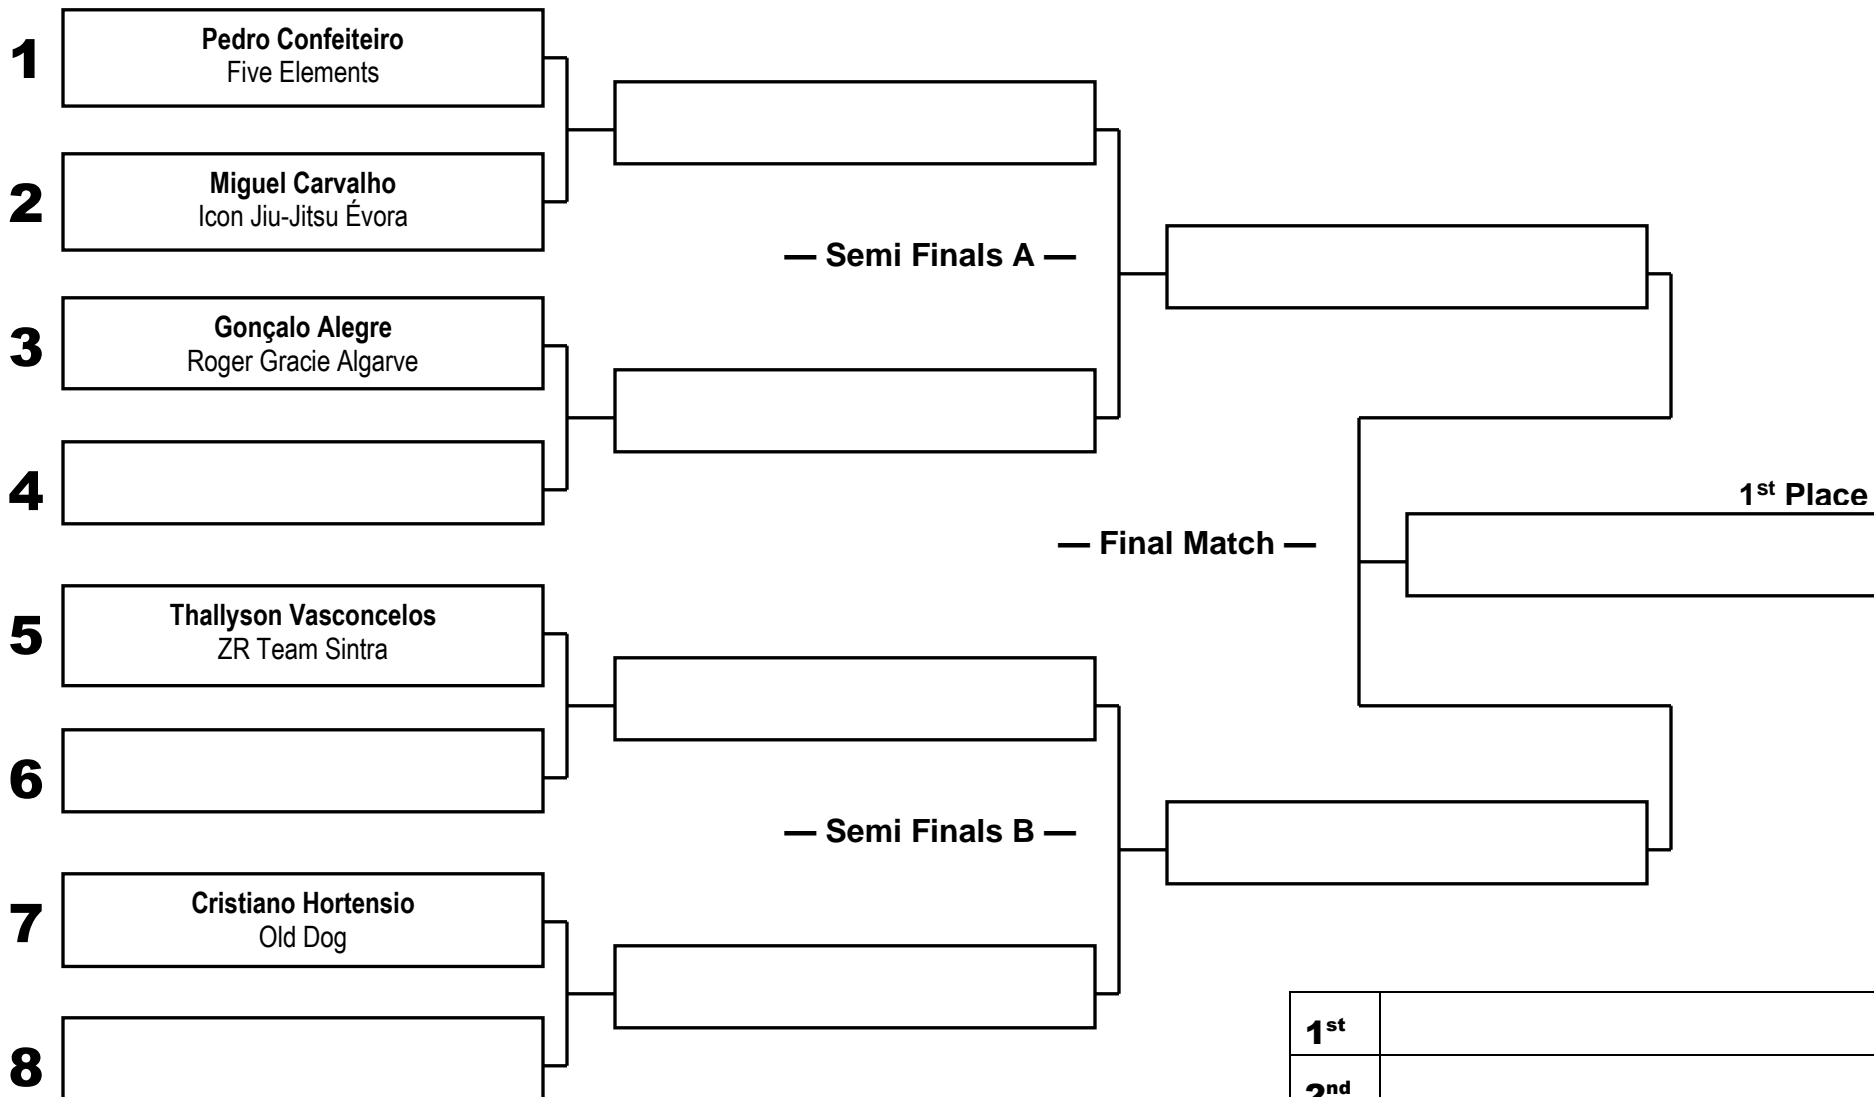 1
Pedro Confeiteiro
Five Elements
2
Miguel Carvalho
Icon Jiu-Jitsu Évora
— Semi Finals A —
3
Gonçalo Alegre
Roger Gracie Algarve
4
1st Place
— Final Match —
5
Thallyson Vasconcelos
ZR Team Sintra
6
— Semi Finals B —
7
Cristiano Hortensio
Old Dog
1st
8
2nd